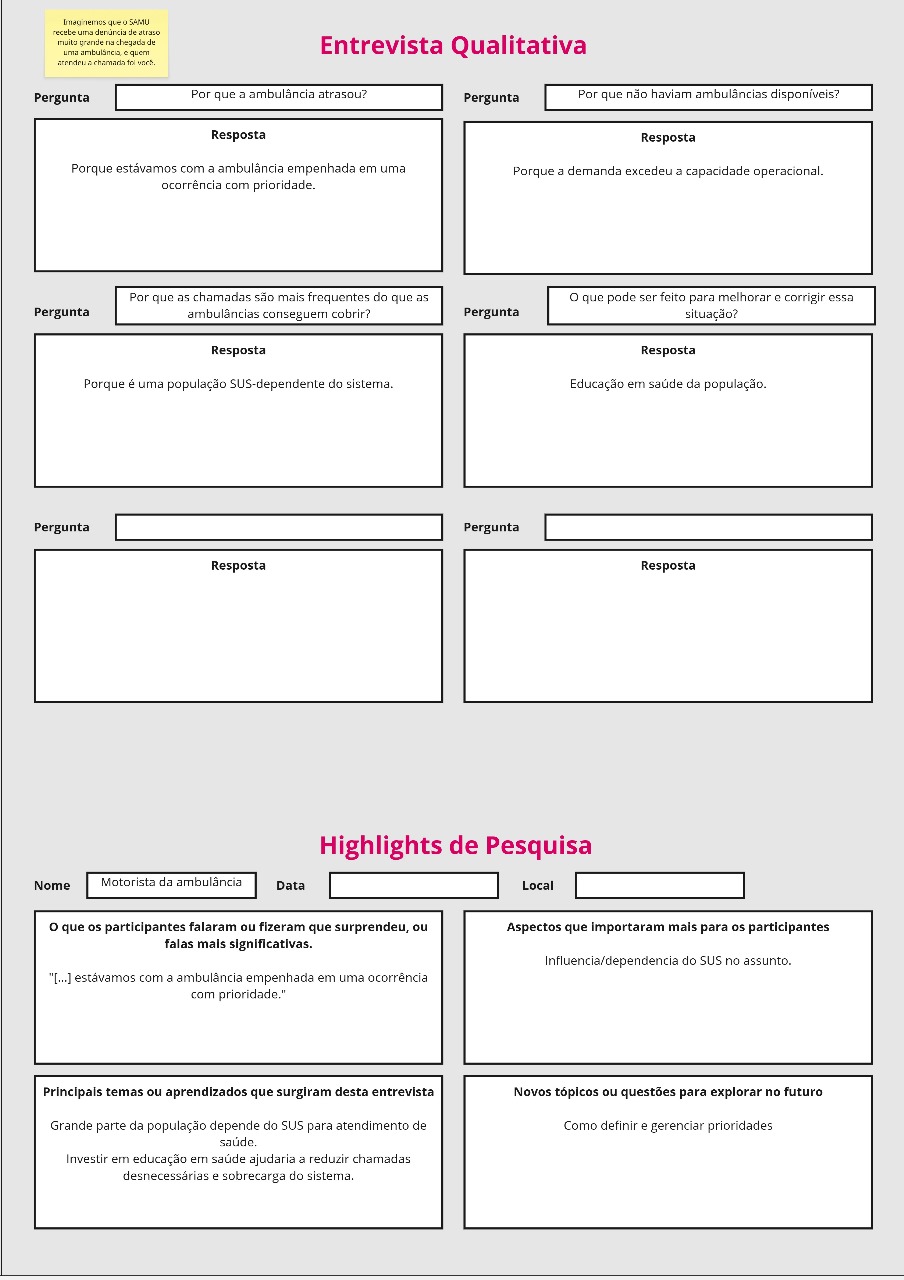 Imaginemos que o SAMU
recebe uma denúncia de atraso
muito grande na chegada de
uma ambulância, e quem
atendeu a chamada foi você.
Entrevista Qualitativa
Pergunta
Por que a ambulância atrasou?
Resposta
Porque estávamos com a ambulância empenhada em uma
ocorrência com prioridade.
Pergunta
Por que não haviam ambulâncias disponíveis?
Resposta
Porque a demanda excedeu a capacidade operacional.
Pergunta
Por que as chamadas são mais frequentes do que as
ambulâncias conseguem cobrir?
Resposta
Porque é uma população SUS-dependente do sistema.
Pergunta
O que pode ser feito para melhorar e corrigir essa
situação?
Resposta
Educação em saúde da população.
Pergunta
Resposta
Pergunta
Resposta
Highlights de Pesquisa
Nome
Motorista da ambulância
Data
Local
O que os participantes falaram ou fizeram que surpreendeu, ou
falas mais significativas.
"[...] estávamos com a ambulância empenhada em uma ocorrência
com prioridade."
Aspectos que importaram mais para os participantes
Influencia/dependencia do SUS no assunto.
Principais temas ou aprendizados que surgiram desta entrevista
Grande parte da população depende do SUS para atendimento de
saúde.
Investir em educação em saúde ajudaria a reduzir chamadas
desnecessárias e sobrecarga do sistema.
Novos tópicos ou questões para explorar no futuro
Como definir e gerenciar prioridades